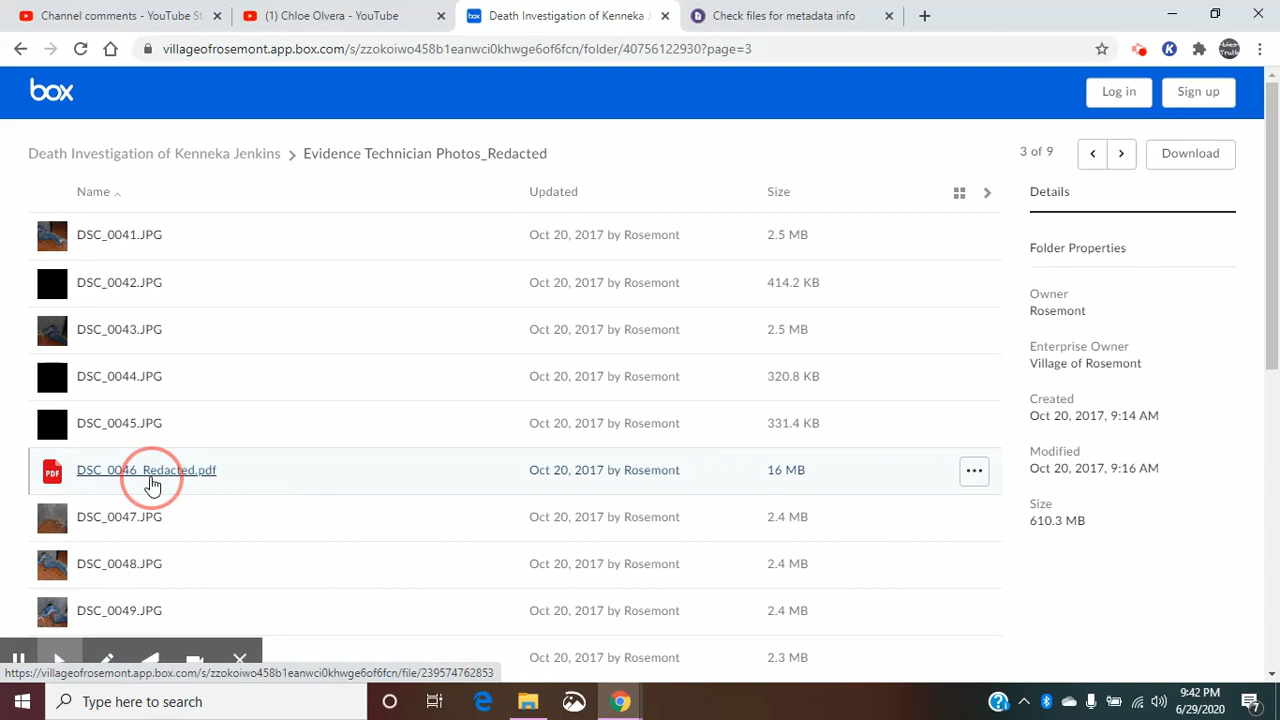 Channel comments - YouTube S
(1) Chloe Olvera - YouTube
Death Investigation of Kenneka J
Check files for metadata info
villageofrosemont.app.box.com/s/zzokoiwo458b1eanwci0khwge6of6fcn/folder/40756122930?page=3
box
Log in
Sign up
Death Investigation of Kenneka Jenkins > Evidence Technician Photos_Redacted
3 of 9
Download
Name
Updated
Size
Details
DSC_0041.JPG
Oct 20, 2017 by Rosemont
2.5 MB
Folder Properties
DSC_0042.JPG
Oct 20, 2017 by Rosemont
414.2 KB
Owner
Rosemont
DSC_0043.JPG
Oct 20, 2017 by Rosemont
2.5 MB
Enterprise Owner
Village of Rosemont
DSC_0044.JPG
Oct 20, 2017 by Rosemont
320.8 KB
Created
Oct 20, 2017, 9:14 AM
DSC_0045.JPG
Oct 20, 2017 by Rosemont
331.4 KB
Modified
Oct 20, 2017, 9:16 AM
PDF
DSC_0046_Redacted.pdf
Oct 20, 2017 by Rosemont
16 MB
Size
610.3 MB
DSC_0047.JPG
Oct 20, 2017 by Rosemont
2.4 MB
DSC_0048.JPG
Oct 20, 2017 by Rosemont
2.4 MB
DSC_0049.JPG
Oct 20, 2017 by Rosemont
2.4 MB
Oct 20, 2017 by Rosemont
2.3 MB
https://villageofrosemont.app.box.com/s/zzokoiwo458b1eanwci0khwge6of6fcn/file/239574762853
Type here to search
9:42 PM
6/29/2020
7